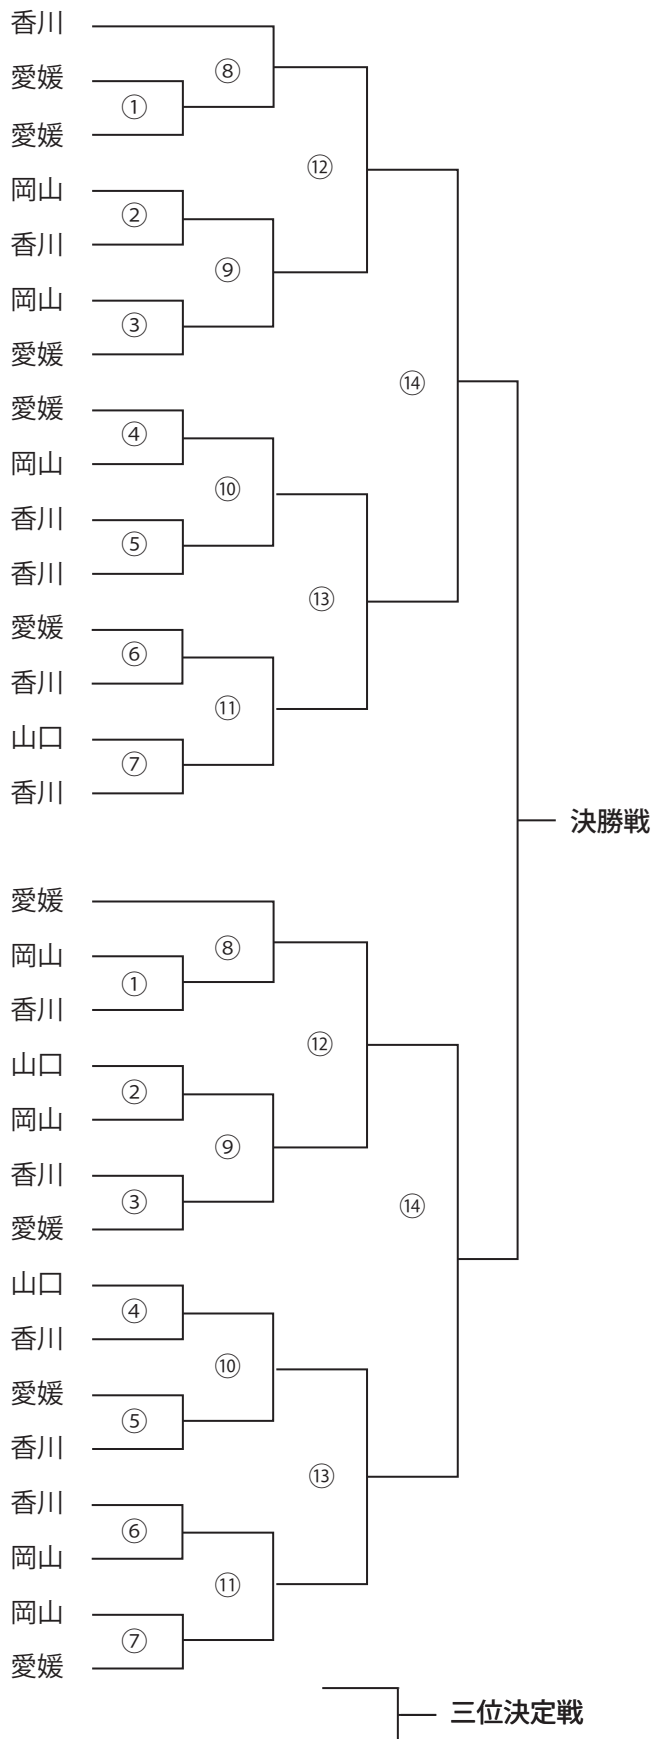 香川
⑧
愛媛
①
愛媛
⑫
岡山
②
香川
⑨
岡山
③
愛媛
⑭
愛媛
④
岡山
⑩
香川
⑤
香川
⑬
愛媛
⑥
香川
⑪
山口
⑦
香川
決勝戦
愛媛
⑧
岡山
①
香川
⑫
山口
②
岡山
⑨
香川
③
愛媛
⑭
山口
④
香川
⑩
愛媛
⑤
香川
⑬
香川
⑥
岡山
⑪
岡山
⑦
愛媛
三位決定戦